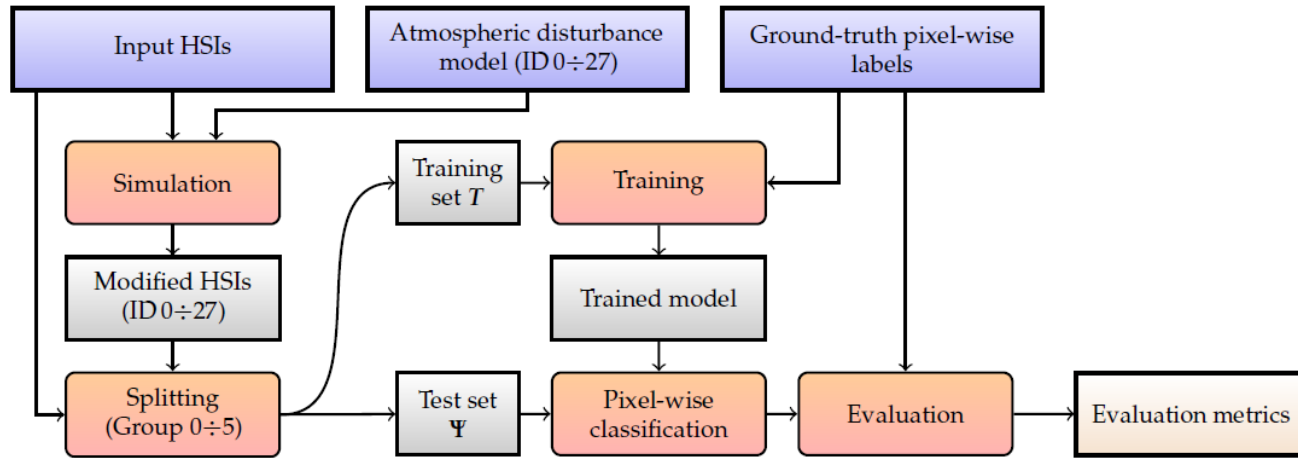 Input HSIs
Atmospheric disturbance
model (ID 0÷27)
Ground-truth pixel-wise
labels
Simulation
Training
set T
Training
Modified HSIs
(ID 0÷27)
Trained model
Splitting
(Group 0÷5)
Test set
Ψ
Pixel-wise
classification
Evaluation
Evaluation metrics